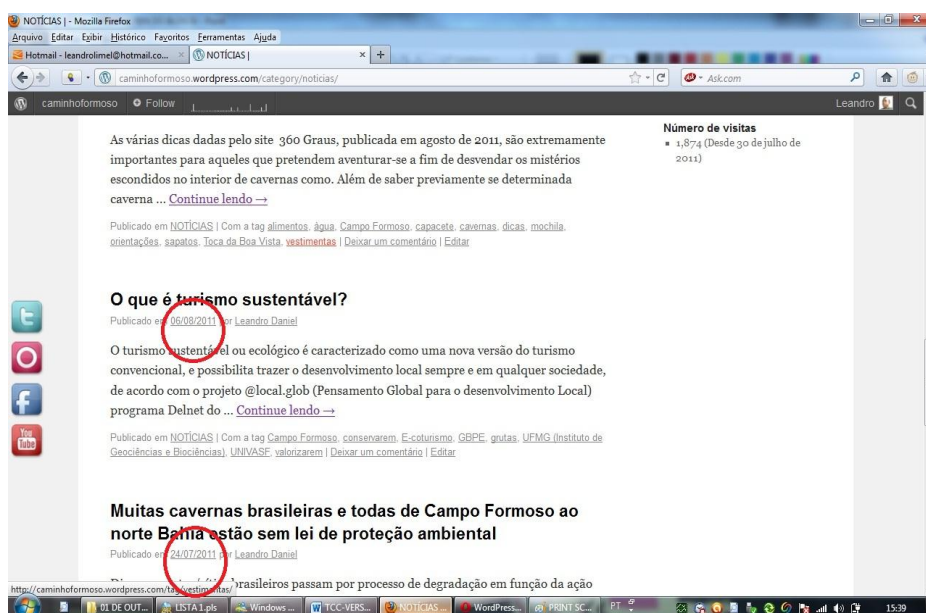 NOTÍCIAS | - Mozilla Firefox
Arquivo Editar Exibir Histórico Favoritos Ferramentas Ajuda
Hotmail - leandrolimel@hotmail.co... × NOTÍCIAS | × +
caminhoformoso.wordpress.com/category/noticias/ Ask.com
caminhoformoso Follow Leandro
As várias dicas dadas pelo site 360 Graus, publicada em agosto de 2011, são extremamente
importantes para aqueles que pretendem aventurar-se a fim de desvendar os mistérios
escondidos no interior de cavernas como. Além de saber previamente se determinada
caverna ... Continue lendo →
Publicado em NOTÍCIAS | Com a tag alimentos, água, Campo Formoso, capacete, cavernas, dicas, mochila,
orientações, sapatos, Toca da Boa Vista, vestimentas | Deixar um comentário | Editar
Número de visitas
1,874 (Desde 30 de julho de
2011)
O que é turismo sustentável?
Publicado em 06/08/2011 por Leandro Daniel
O turismo sustentável ou ecológico é caracterizado como uma nova versão do turismo
convencional, e possibilita trazer o desenvolvimento local sempre e em qualquer sociedade,
de acordo com o projeto @local.glob (Pensamento Global para o desenvolvimento Local)
programa Delnet do ... Continue lendo →
Publicado em NOTÍCIAS | Com a tag Campo Formoso, conservarem, E-coturismo, GBPE, grutas, UFMG (Instituto de
Geociências e Biociências), UNIVASF, valorizarem | Deixar um comentário | Editar
You
Tube
Muitas cavernas brasileiras e todas de Campo Formoso ao
norte Bahia estão sem lei de proteção ambiental
Publicado em 24/07/2011 por Leandro Daniel
brasileiros passam por processo de degradação em função da ação
http://caminhoformoso.wordpress.com/tag/vestimentas/
01 DE OUT... LISTA 1.pls Windows ... TCC-VERS... NOTÍCIAS... WordPress... PRINT SC... PT 15:39